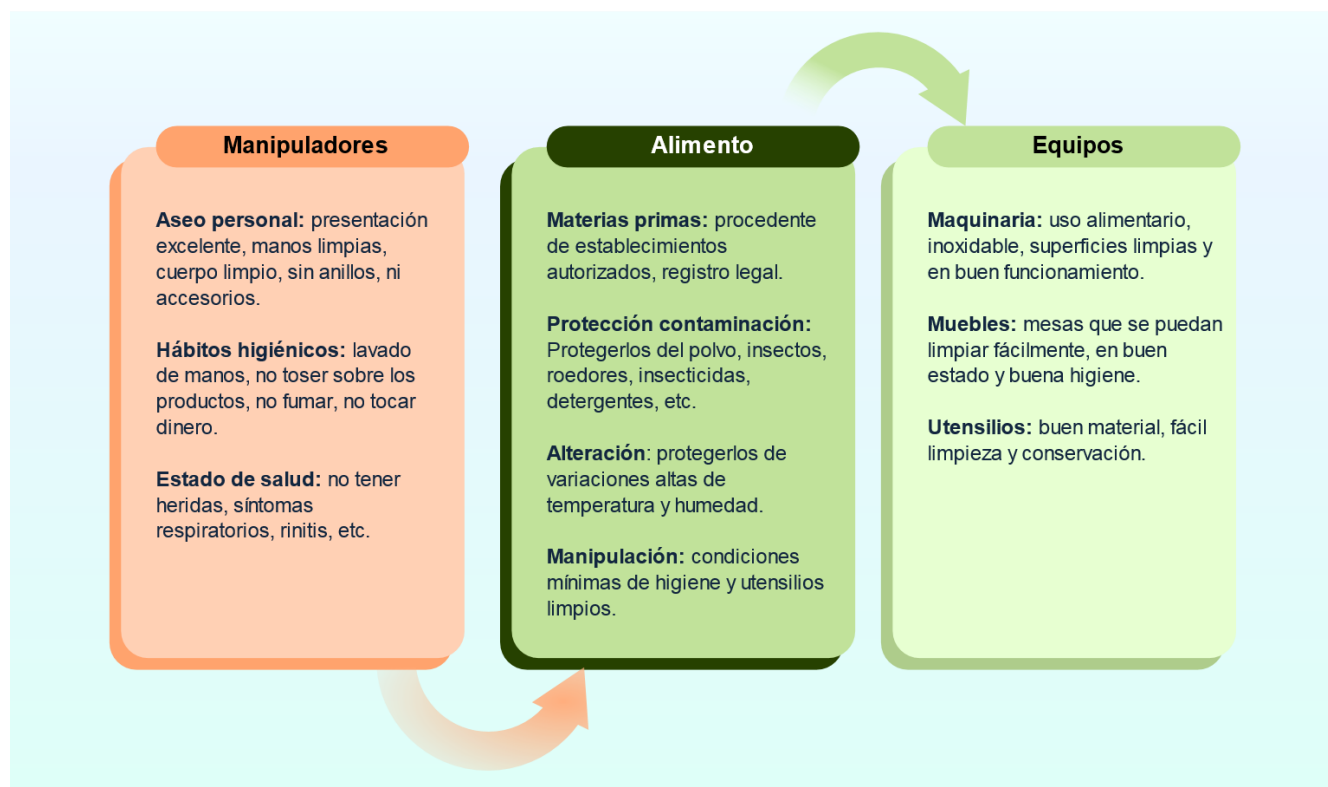 Manipuladores
Aseo personal: presentación
excelente, manos limpias,
cuerpo limpio, sin anillos, ni
accesorios.
Hábitos higiénicos: lavado
de manos, no toser sobre los
productos, no fumar, no tocar
dinero.
Estado de salud: no tener
heridas, síntomas
respiratorios, rinitis, etc.
Alimento
Materias primas: procedente
de establecimientos
autorizados, registro legal.
Protección contaminación:
Protegerlos del polvo, insectos,
roedores, insecticidas,
detergentes, etc.
Alteración: protegerlos de
variaciones altas de
temperatura y humedad.
Manipulación: condiciones
mínimas de higiene y utensilios
limpios.
Equipos
Maquinaria: uso alimentario,
inoxidable, superficies limpias y
en buen funcionamiento.
Muebles: mesas que se puedan
limpiar fácilmente, en buen
estado y buena higiene.
Utensilios: buen material, fácil
limpieza y conservación.